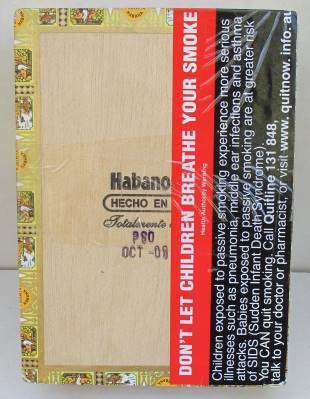 Habano
HECHO EN
Totalmente
PSO
OCT -08
DON'T LET CHILDREN BREATHE YOUR SMOKE
Health Authority Warning
Children exposed to passive smoking experience more serious
illnesses such as pneumonia, middle ear infections and asthma
attacks. Babies exposed to passive smoking are at greater risk
of SIDS (Sudden Infant Death Syndrome).
You CAN quit smoking. Call Quitline 131 848,
talk to your doctor or pharmacist, or visit www.quitnow.info.au